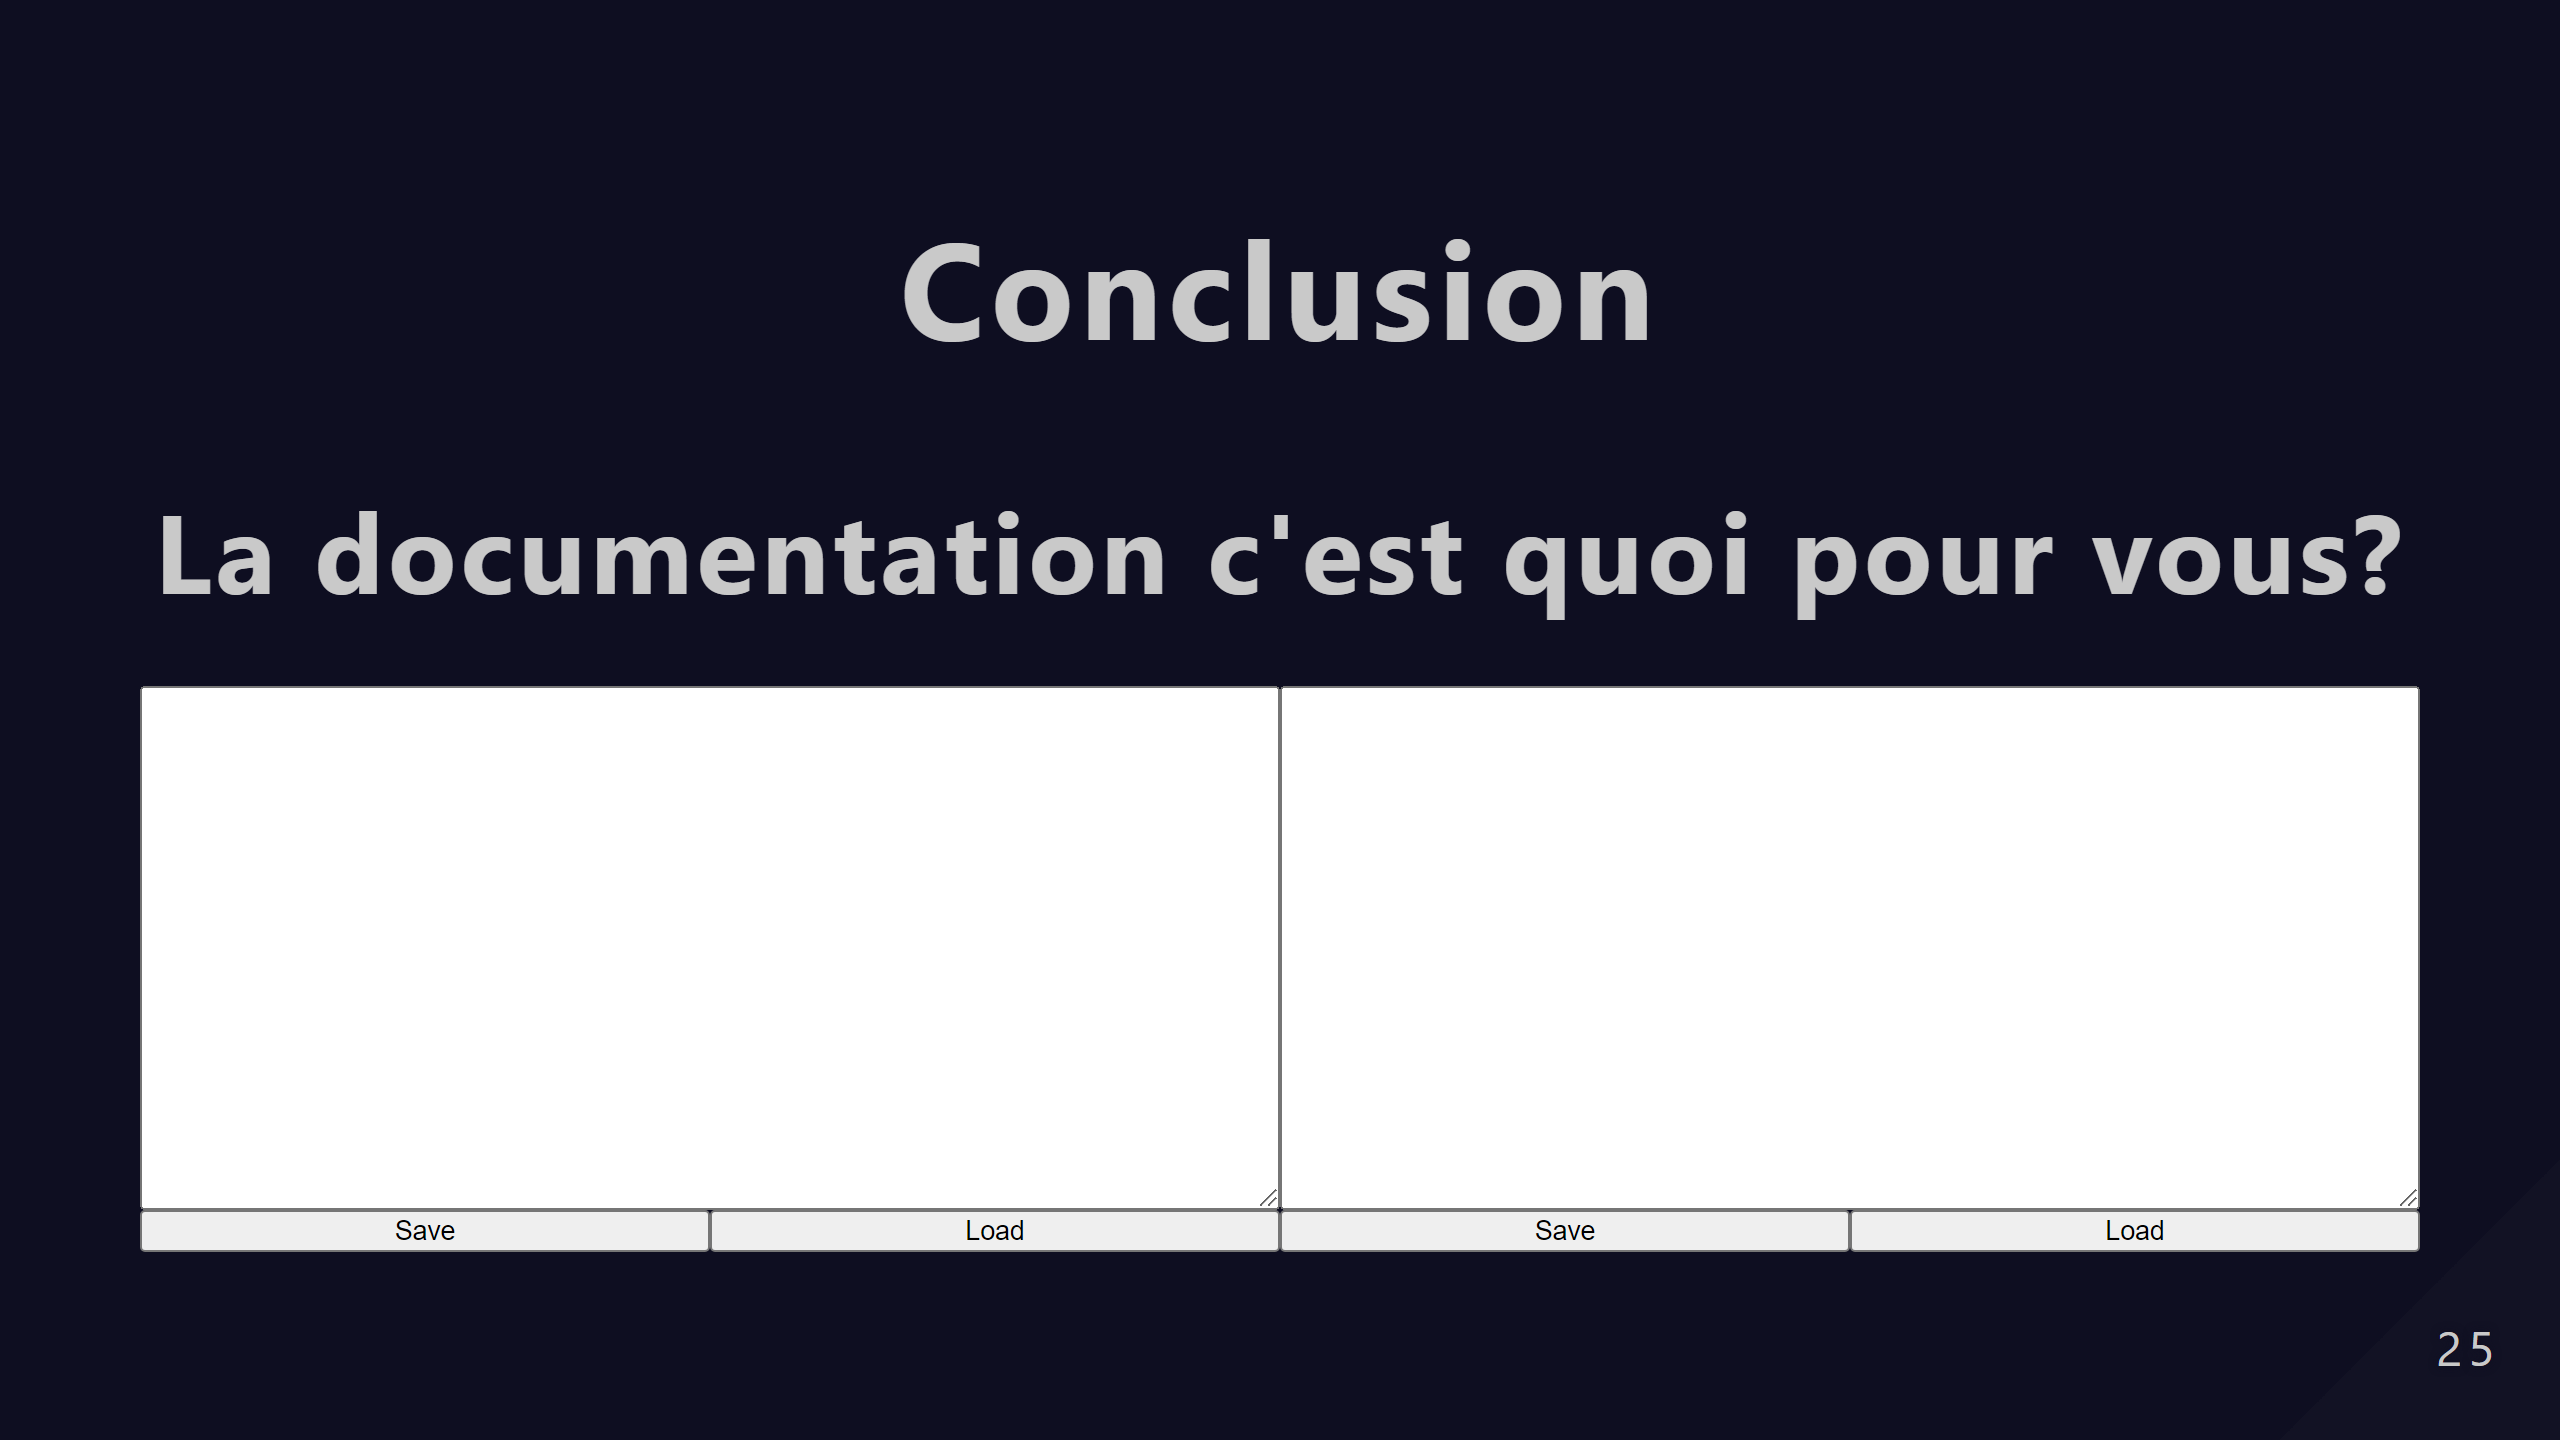 Conclusion
La documentation c'est quoi pour vous?
Save Load Save Load
25